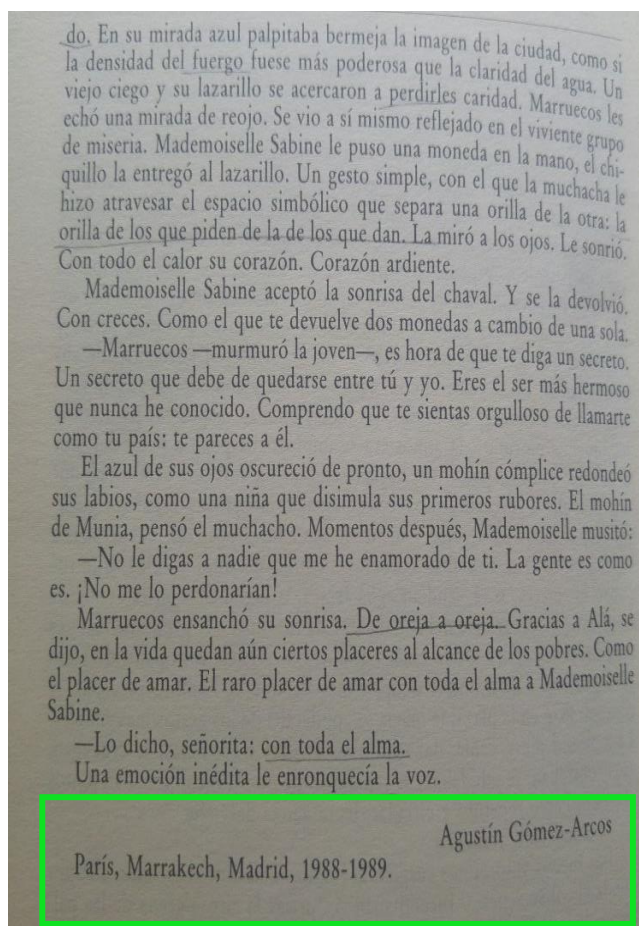 do. En su mirada azul palpitaba bermeja la imagen de la ciudad, como si
la densidad del fuergo fuese más poderosa que la claridad del agua. Un
viejo ciego y su lazarillo se acercaron a perdirles caridad. Marruecos les
echó una mirada de reojo. Se vio a sí mismo reflejado en el viviente grupo
de miseria. Mademoiselle Sabine le puso una moneda en la mano, el chi-
quillo la entregó al lazarillo. Un gesto simple, con el que la muchacha le
hizo atravesar el espacio simbólico que separa una orilla de la otra: la
orilla de los que piden de la de los que dan. La miró a los ojos. Le sonrió.
Con todo el calor su corazón. Corazón ardiente.
Mademoiselle Sabine aceptó la sonrisa del chaval. Y se la devolvió.
Con creces. Como el que te devuelve dos monedas a cambio de una sola.
—Marruecos —murmuró la joven—, es hora de que te diga un secreto.
Un secreto que debe de quedarse entre tú y yo. Eres el ser más hermoso
que nunca he conocido. Comprendo que te sientas orgulloso de llamarte
como tu país: te pareces a él.
El azul de sus ojos oscureció de pronto, un mohín cómplice redondeó
sus labios, como una niña que disimula sus primeros rubores. El mohín
de Munia, pensó el muchacho. Momentos después, Mademoiselle musitó:
—No le digas a nadie que me he enamorado de ti. La gente es como
es. ¡No me lo perdonarían!
Marruecos ensanchó su sonrisa. De oreja a oreja. Gracias a Alá, se
dijo, en la vida quedan aún ciertos placeres al alcance de los pobres. Como
el placer de amar. El raro placer de amar con toda el alma a Mademoiselle
Sabine.
—Lo dicho, señorita: con toda el alma.
Una emoción inédita le enronquecía la voz.
Agustín Gómez-Arcos
París, Marrakech, Madrid, 1988-1989.